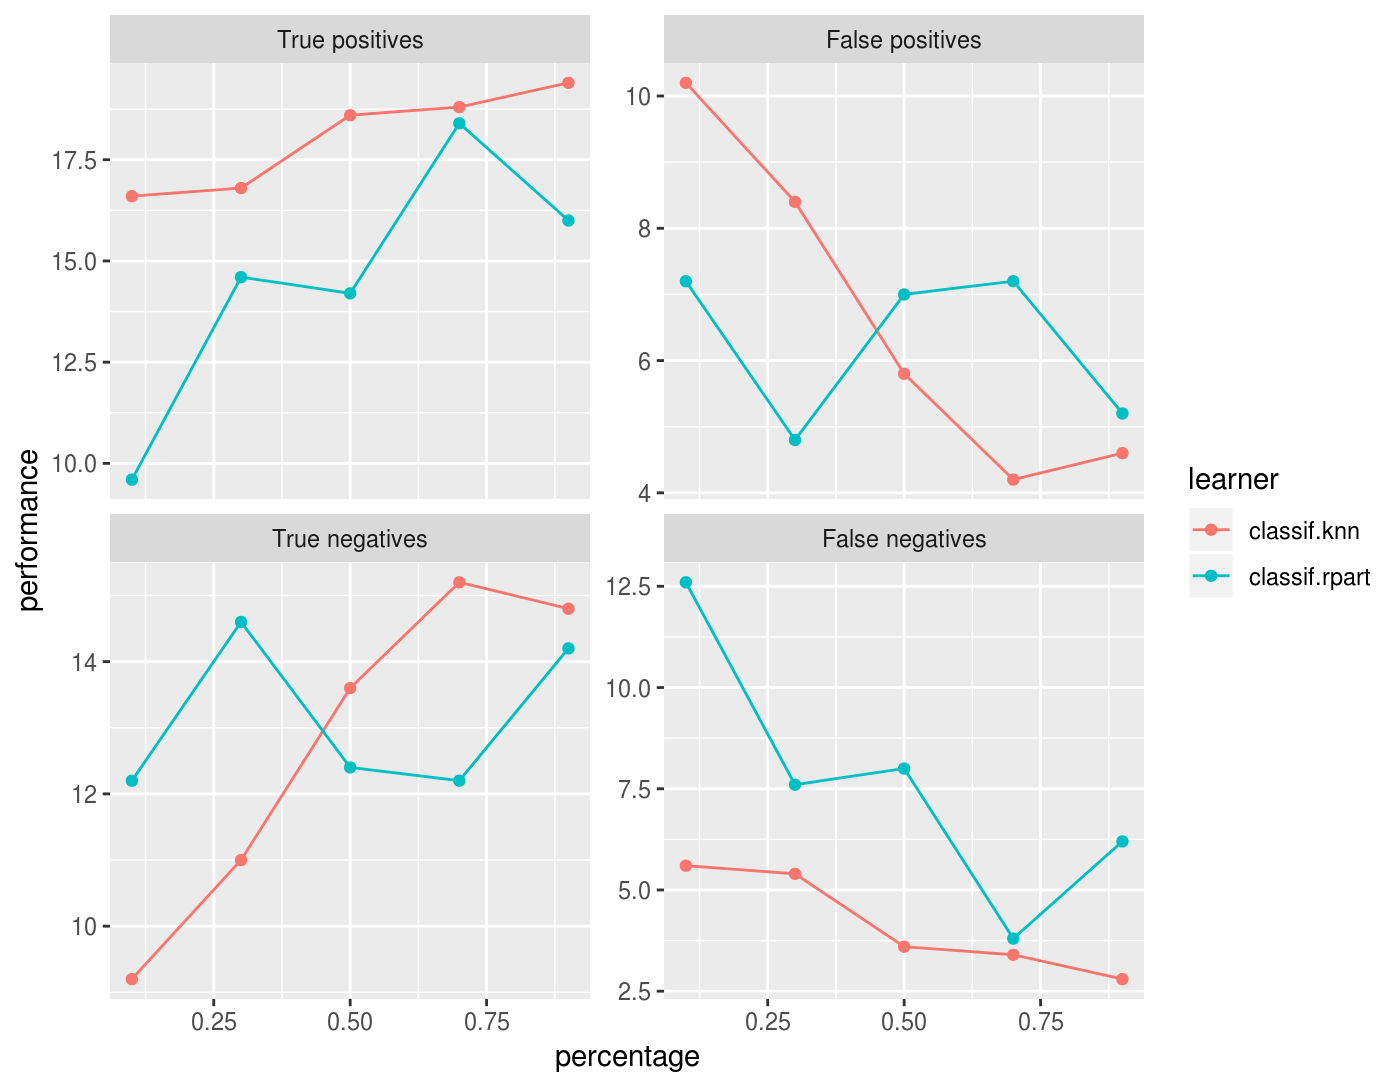 True positives
False positives
17.5
15.0
12.5
10.0
10
8
6
4
True negatives
False negatives
14
12
10
12.5
10.0
7.5
5.0
2.5
0.25 0.50 0.75
0.25 0.50 0.75
percentage
performance
learner
classif.knn
classif.rpart